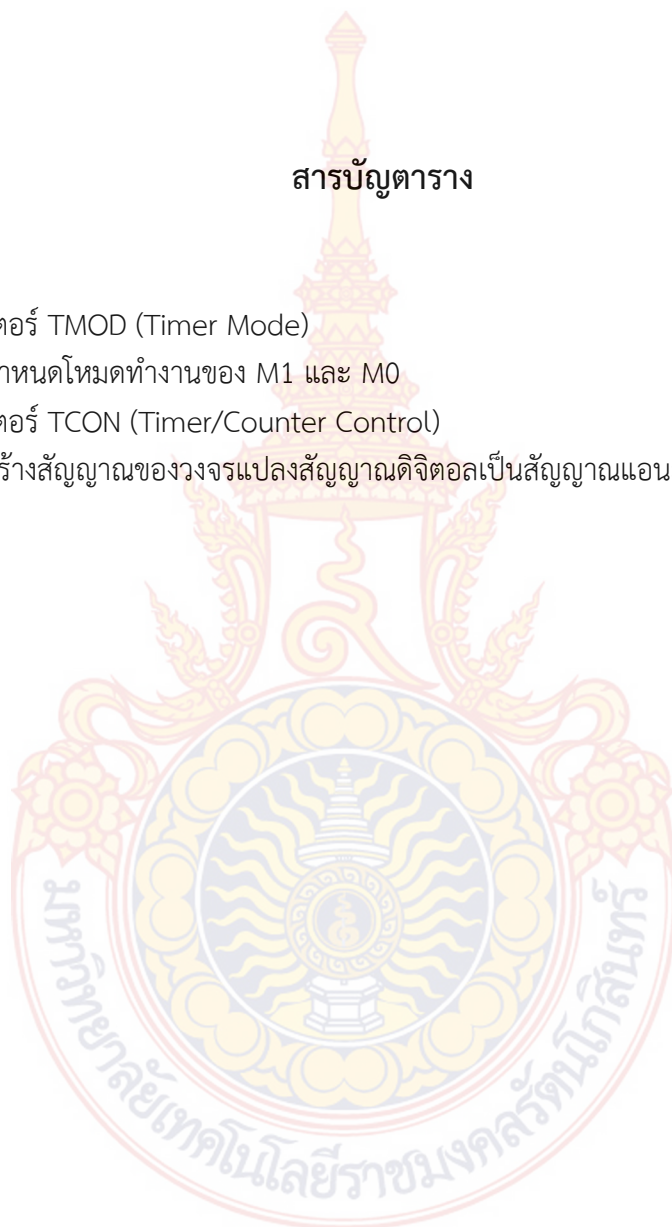 สารบัญตาราง
ตอร์ TMOD (Timer Mode)
ำหนดโหมดทำงานของ M1 และ M0
ตอร์ TCON (Timer/Counter Control)
ร้างสัญญาณของวงจรแปลงสัญญาณดิจิตอลเป็นสัญญาณแอน
มหาวิทยาลัยเทคโนโลยีราชมงคลรัตนโกสินทร์